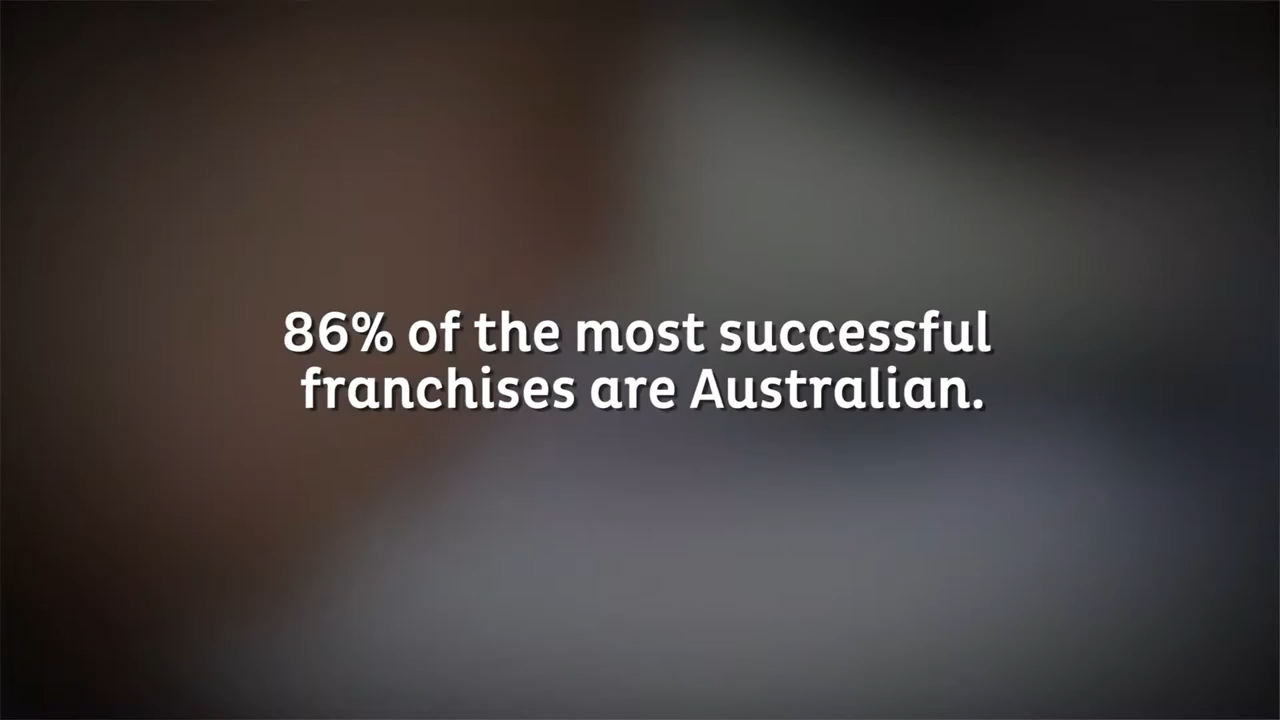 86% of the most successful
franchises are Australian.